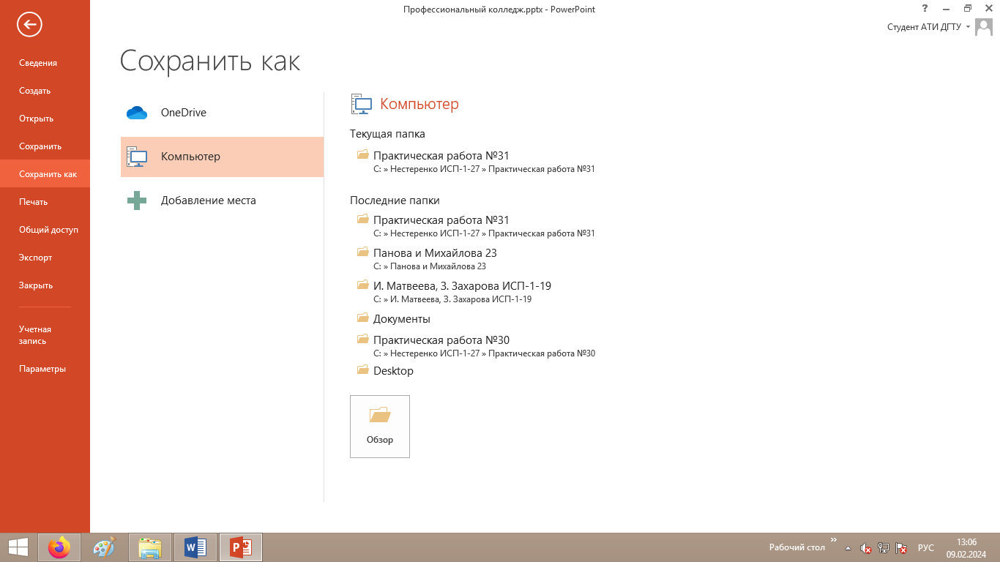 Профессиональный колледж.pptx - PowerPoint
?
Студент АТИ ДГТУ
Сведения
Создать
Открыть
Сохранить
Сохранить как
Печать
Общий доступ
Экспорт
Закрыть
Учетная
запись
Параметры
Сохранить как
OneDrive
Компьютер
Добавление места
Компьютер
Текущая папка
Практическая работа №31
C: » Нестеренко ИСП-1-27 » Практическая работа №31
Последние папки
Практическая работа №31
C: » Нестеренко ИСП-1-27 » Практическая работа №31
Панова и Михайлова 23
C: » Панова и Михайлова 23
И. Матвеева, З. Захарова ИСП-1-19
C: » И. Матвеева, З. Захарова ИСП-1-19
Документы
Практическая работа №30
C: » Нестеренко ИСП-1-27 » Практическая работа №30
Desktop
Обзор
Рабочий стол
»
РУС
13:06
09.02.2024